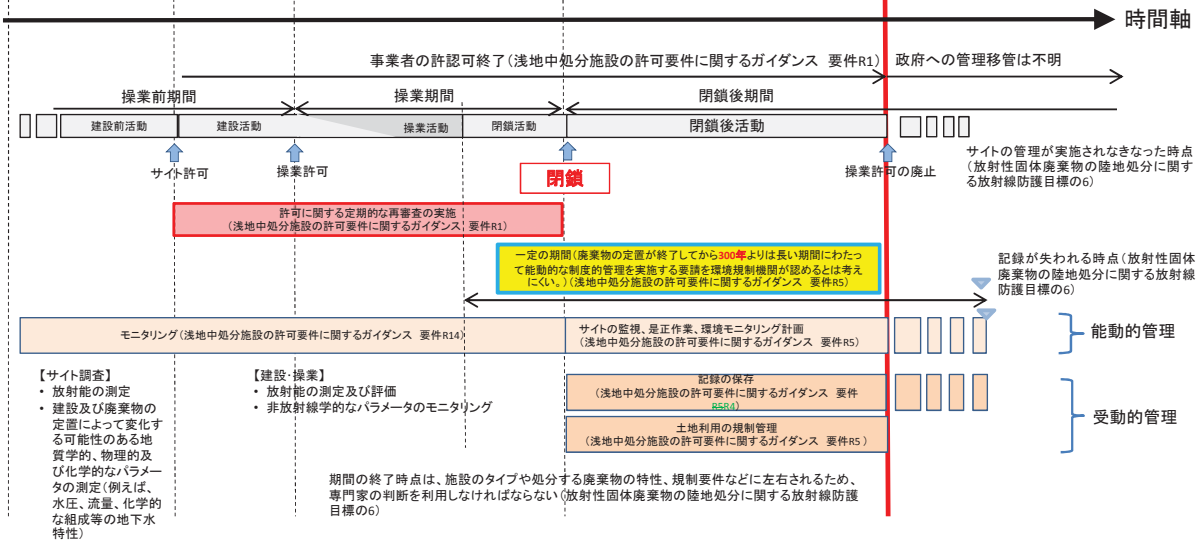 時間軸
事業者の許認可終了(浅地中処分施設の許可要件に関するガイダンス 要件R1)
政府への管理移管は不明
操業前期間
操業期間
閉鎖後期間
建設前活動
建設活動
操業活動
閉鎖活動
閉鎖後活動
サイト許可
操業許可
閉鎖
操業許可の廃止
サイトの管理が実施されなきなった時点
(放射性固体廃棄物の陸地処分に関す
る放射線防護目標の6)
許可に関する定期的な再審査の実施
(浅地中処分施設の許可要件に関するガイダンス 要件R1)
一定の期間(廃棄物の定置が終了してから300年よりは長い期間にわたっ
て能動的な制度的管理を実施する要請を環境規制機関が認めるとは考え
にくい。)(浅地中処分施設の許可要件に関するガイダンス 要件R5)
記録が失われる時点(放射性固体
廃棄物の陸地処分に関する放射線
防護目標の6)
モニタリング(浅地中処分施設の許可要件に関するガイダンス 要件R14)
サイトの監視、是正作業、環境モニタリング計画
(浅地中処分施設の許可要件に関するガイダンス 要件R5)
能動的管理
記録の保存
(浅地中処分施設の許可要件に関するガイダンス 要件
R5R4)
土地利用の規制管理
(浅地中処分施設の許可要件に関するガイダンス 要件R5 )
受動的管理
【サイト調査】
• 放射能の測定
• 建設及び廃棄物の
定置によって変化す
る可能性のある地
質学的、物理的及
び化学的なパラメー
タの測定(例えば、
水圧、流量、化学的
な組成等の地下水
特性)
【建設・操業】
• 放射能の測定及び評価
• 非放射線学的なパラメータのモニタリング
期間の終了時点は、施設のタイプや処分する廃棄物の特性、規制要件などに左右されるため、
専門家の判断を利用しなければならない(放射性固体廃棄物の陸地処分に関する放射線防護
目標の6)